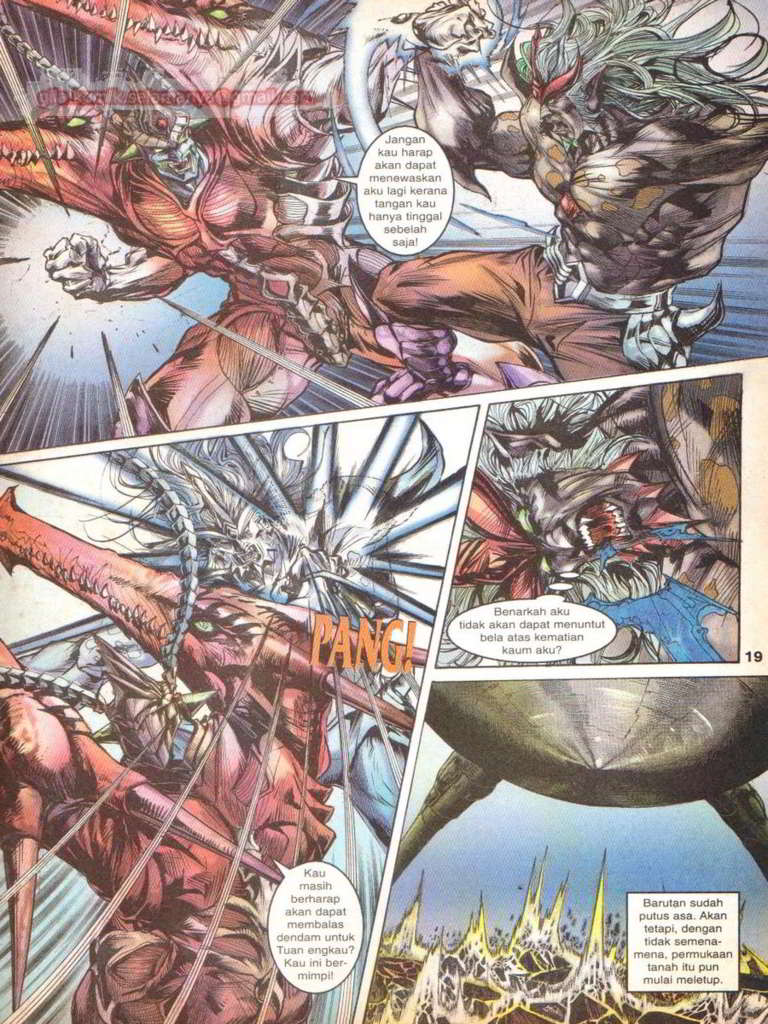 Jangan
kau harap
akan dapat
menewaskan
aku lagi kerana
tangan kau
hanya tinggal
sebelah
saja!
Benarkah aku
tidak akan dapat menuntut
bela atas kematian
kaum aku?
19
PANG!
Kau
masih
berharap
akan dapat
membalas
dendam untuk
Tuan engkau?
Kau ini ber-
mimpi!
Barutan sudah
putus asa. Akan
tetapi, dengan
tidak semena-
mena, permukaan
tanah itu pun
mulai meletup.